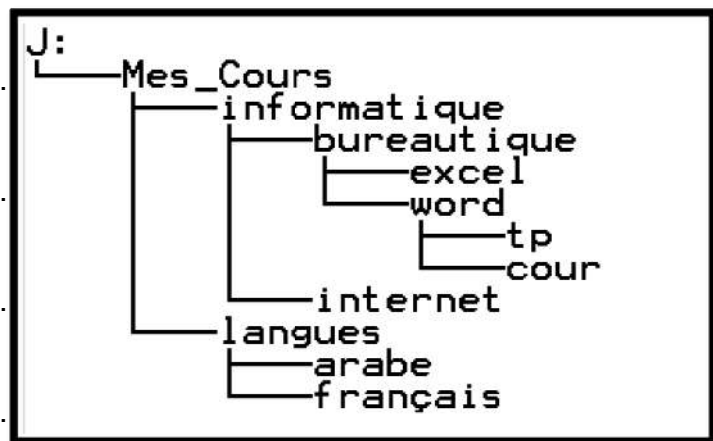 J:
Mes_Cours
informatique
bureautique
excel
word
tp
cour
internet
langues
arabe
français